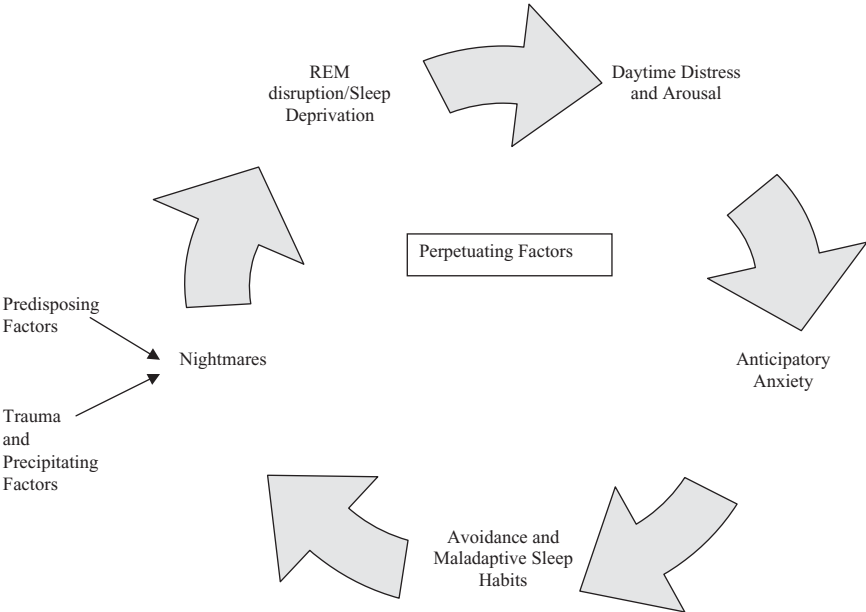 REM
disruption/Sleep
Deprivation
Daytime Distress
and Arousal
Perpetuating Factors
Predisposing
Factors
Nightmares
Anticipatory
Anxiety
Trauma
and
Precipitating
Factors
Avoidance and
Maladaptive Sleep
Habits